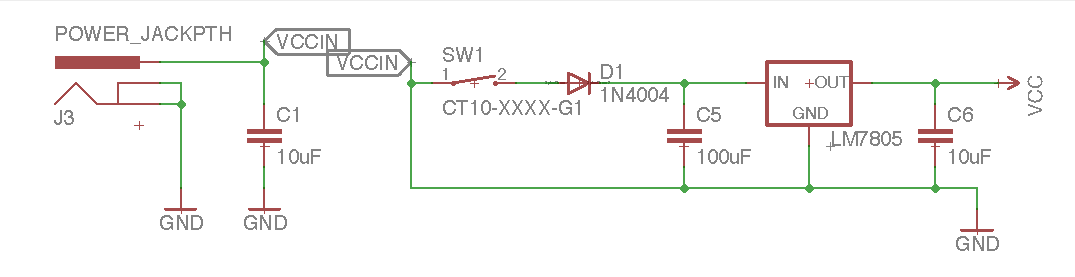 POWER_JACKPTH
J3
VCCIN
VCCIN
C1
10uF
GND
GND
SW1
1 2
CT10-XXXX-G1
D1
1N4004
C5
100uF
IN +OUT
GND
LM7805
C6
10uF
VCC
GND